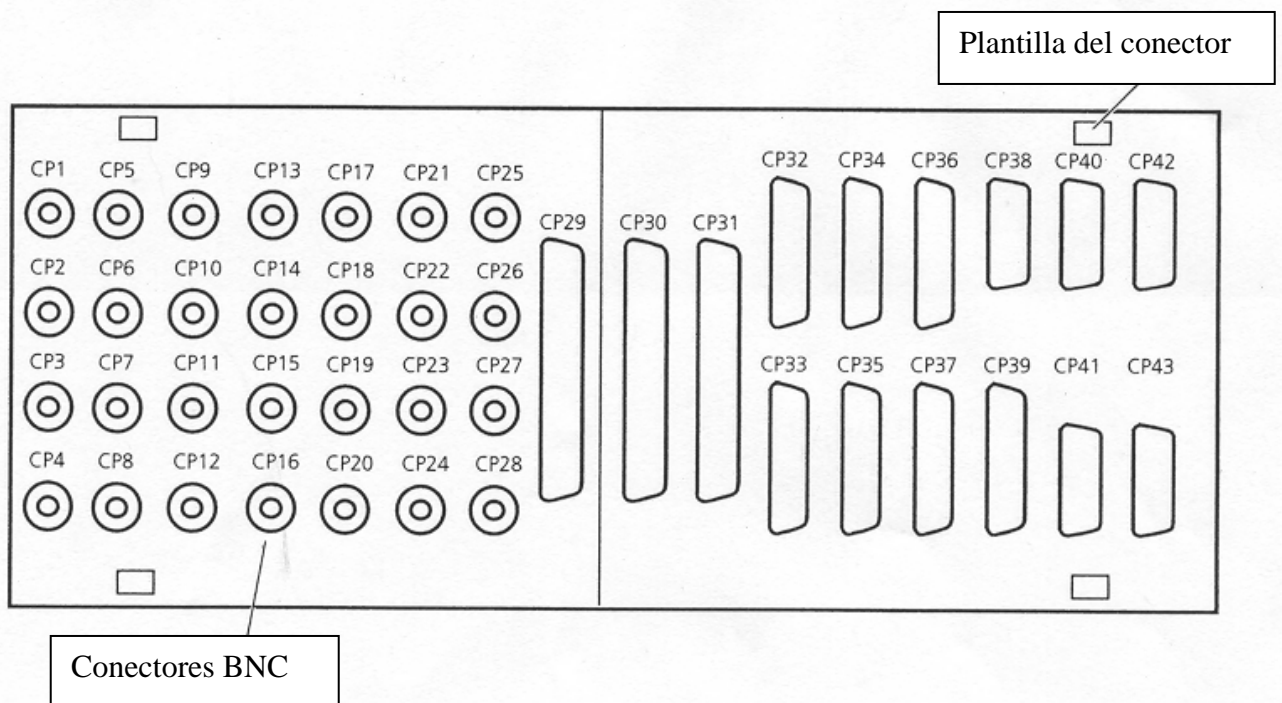 Plantilla del conector
CP32 CP34 CP36 CP38 CP40 CP42
CP1 CP5 CP9 CP13 CP17 CP21 CP25
CP29 CP30 CP31
CP2 CP6 CP10 CP14 CP18 CP22 CP26
CP3 CP7 CP11 CP15 CP19 CP23 CP27
CP33 CP35 CP37 CP39 CP41 CP43
CP4 CP8 CP12 CP16 CP20 CP24 CP28
Conectores BNC